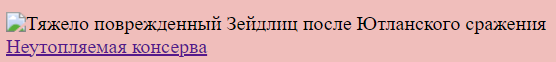 Тяжело поврежденный Зейдлиц после Ютланского сражения
Неутопляемая консерва